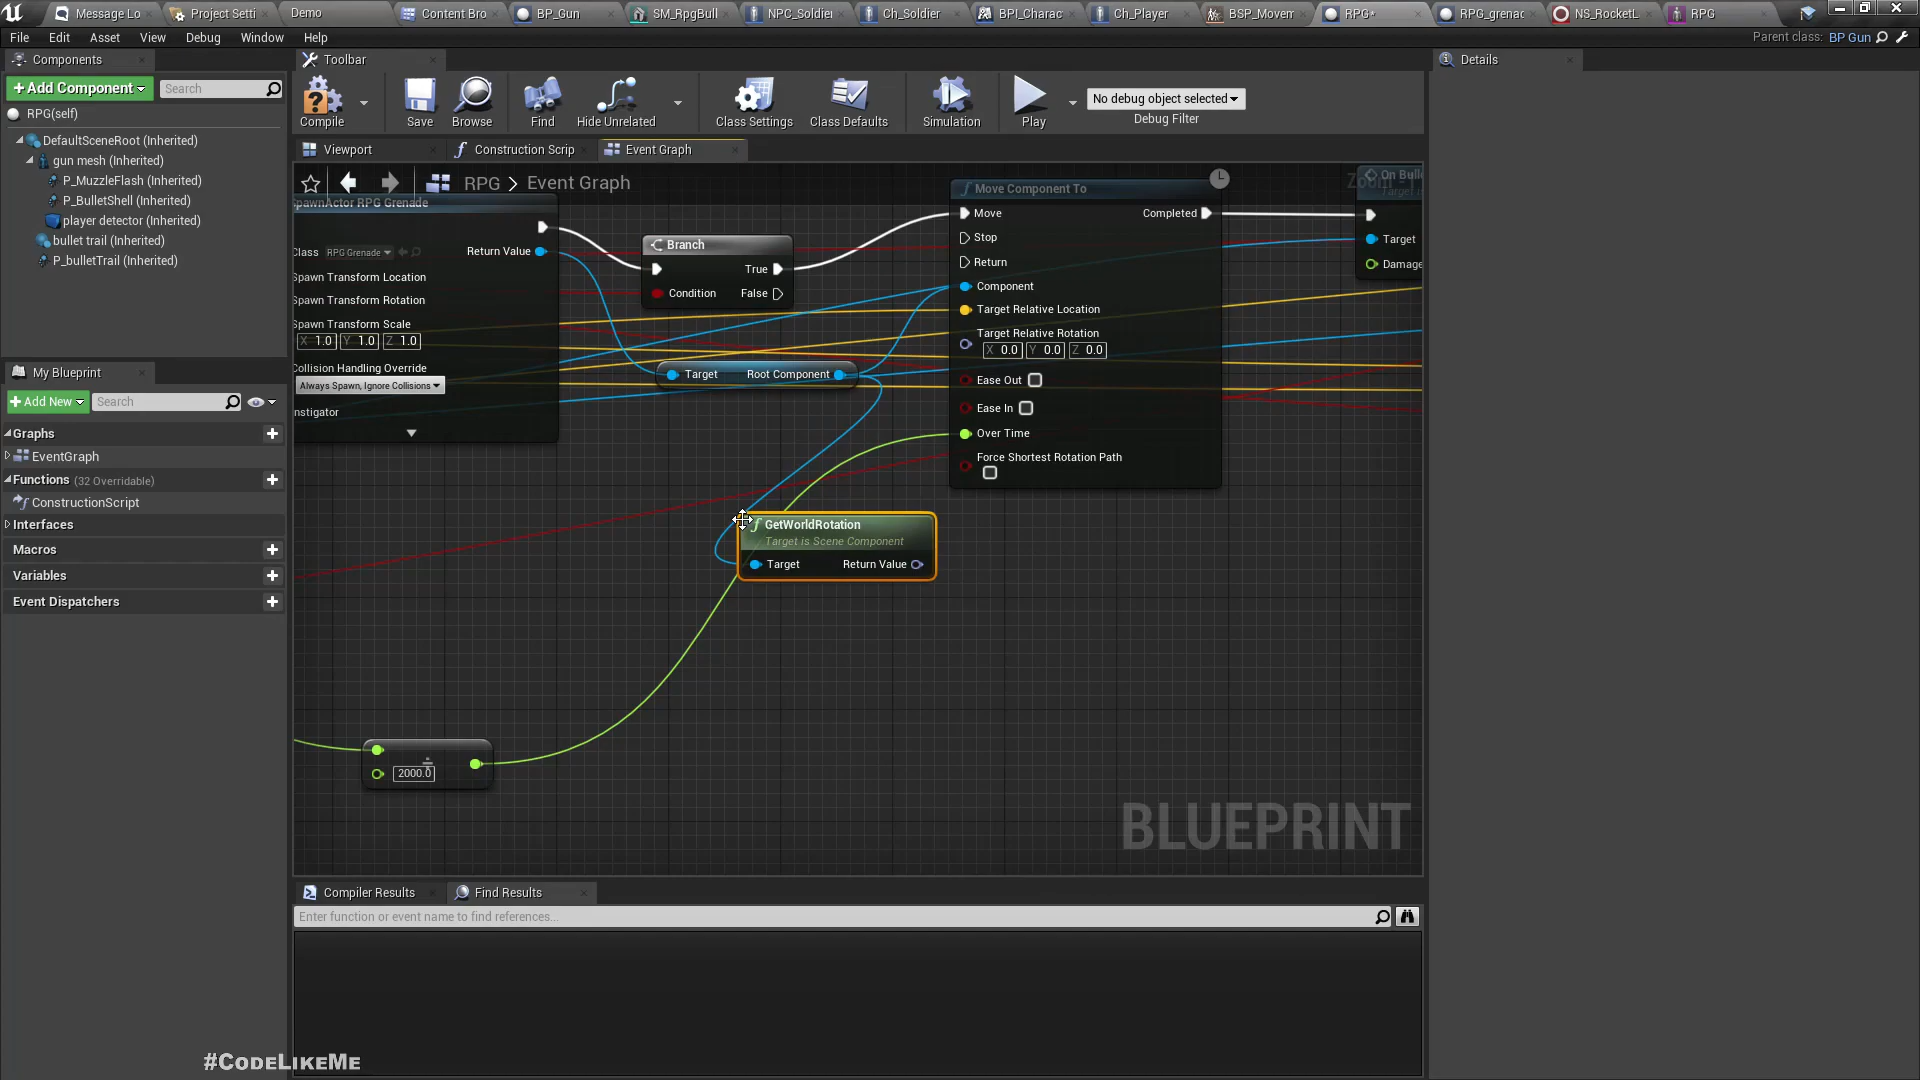 Message Lo
Project Setti
Demo
Content Bro
BP_Gun
SM_RpgBull
NPC_Soldier
Ch_Soldier
BPI_Charac
Ch_Player
BSP_Movem
RPG*
RPG_grenac
NS_RocketL
RPG
File
Edit
Asset
View
Debug
Window
Help
Parent class:
BP Gun
Components
Toolbar
Details
Add Component
Search
RPG(self)
DefaultSceneRoot (Inherited)
gun mesh (Inherited)
P_MuzzleFlash (Inherited)
P_BulletShell (Inherited)
player detector (Inherited)
bullet trail (Inherited)
P_bulletTrail (Inherited)
Compile
Save
Browse
Find
Hide Unrelated
Class Settings
Class Defaults
Simulation
Play
No debug object selected
Debug Filter
Viewport
Construction Scrip
Event Graph
RPG > Event Graph
SpawnActor RPG Grenade
Class
RPG Grenade
Return Value
Spawn Transform Location
Spawn Transform Rotation
Spawn Transform Scale
X 1.0 Y 1.0 Z 1.0
Collision Handling Override
Always Spawn, Ignore Collisions
nstigator
Branch
True
Condition
False
Target
Root Component
Move Component To
Move
Completed
Stop
Return
Component
Target Relative Location
Target Relative Rotation
X 0.0 Y 0.0 Z 0.0
Ease Out
Ease In
Over Time
Force Shortest Rotation Path
On Bulle
Target
Damage
GetWorldRotation
Target is Scene Component
Target
Return Value
2000.0
BLUEPRINT
My Blueprint
Add New
Search
Graphs
EventGraph
Functions (32 Overridable)
ConstructionScript
Interfaces
Macros
Variables
Event Dispatchers
Compiler Results
Find Results
Enter function or event name to find references...
#CodeLikeMe